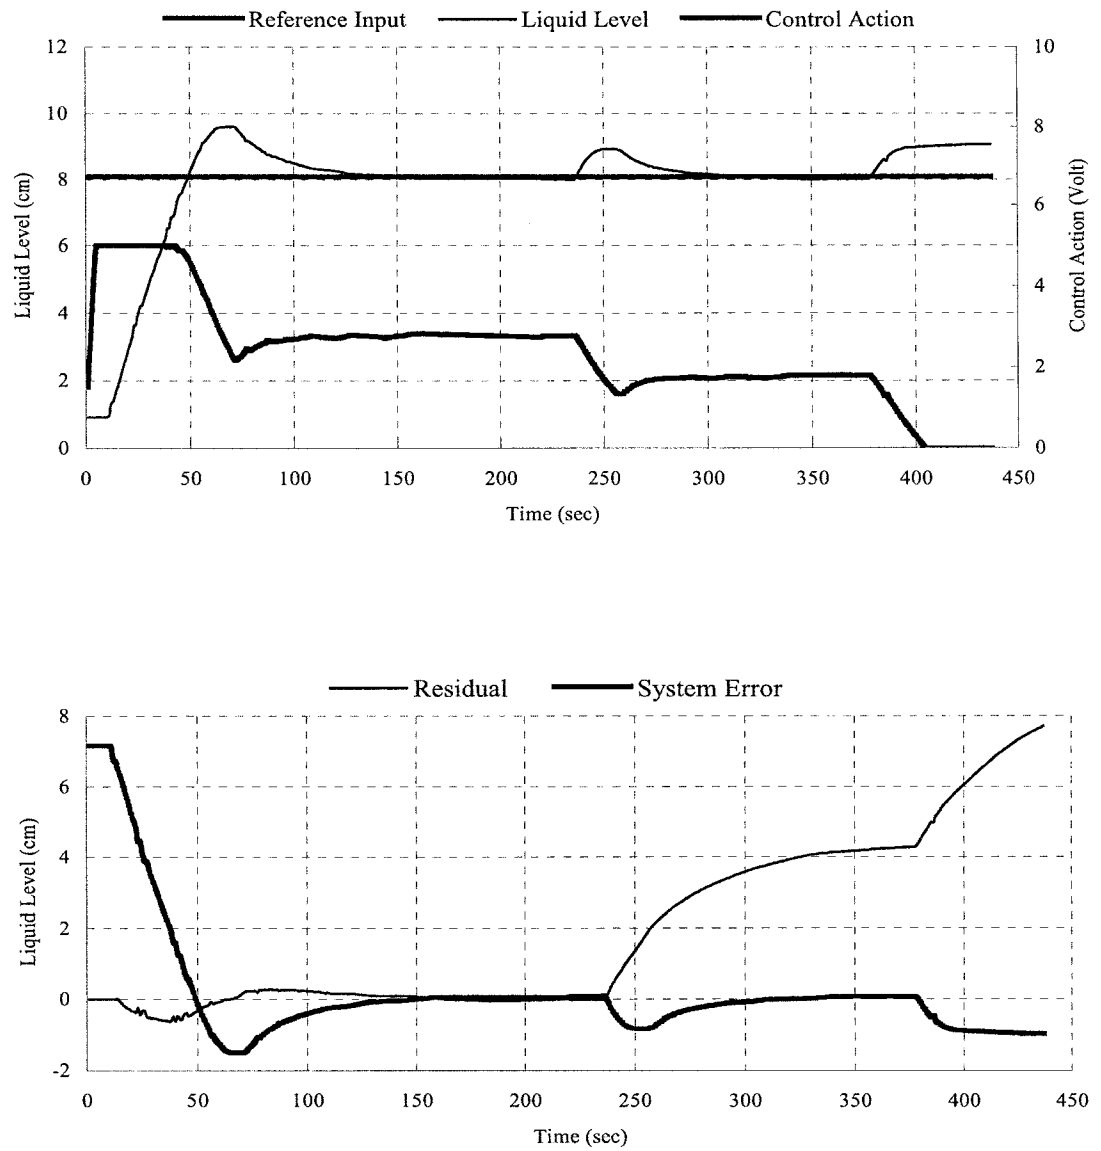 Reference Input Liquid Level Control Action
12
10
8
6
4
2
0
10
8
6
4
2
0
Liquid Level (cm)
Control Action (Volt)
0 50 100 150 200 250 300 350 400 450
Time (sec)
Residual System Error
8
6
4
2
0
-2
Liquid Level (cm)
0 50 100 150 200 250 300 350 400 450
Time (sec)